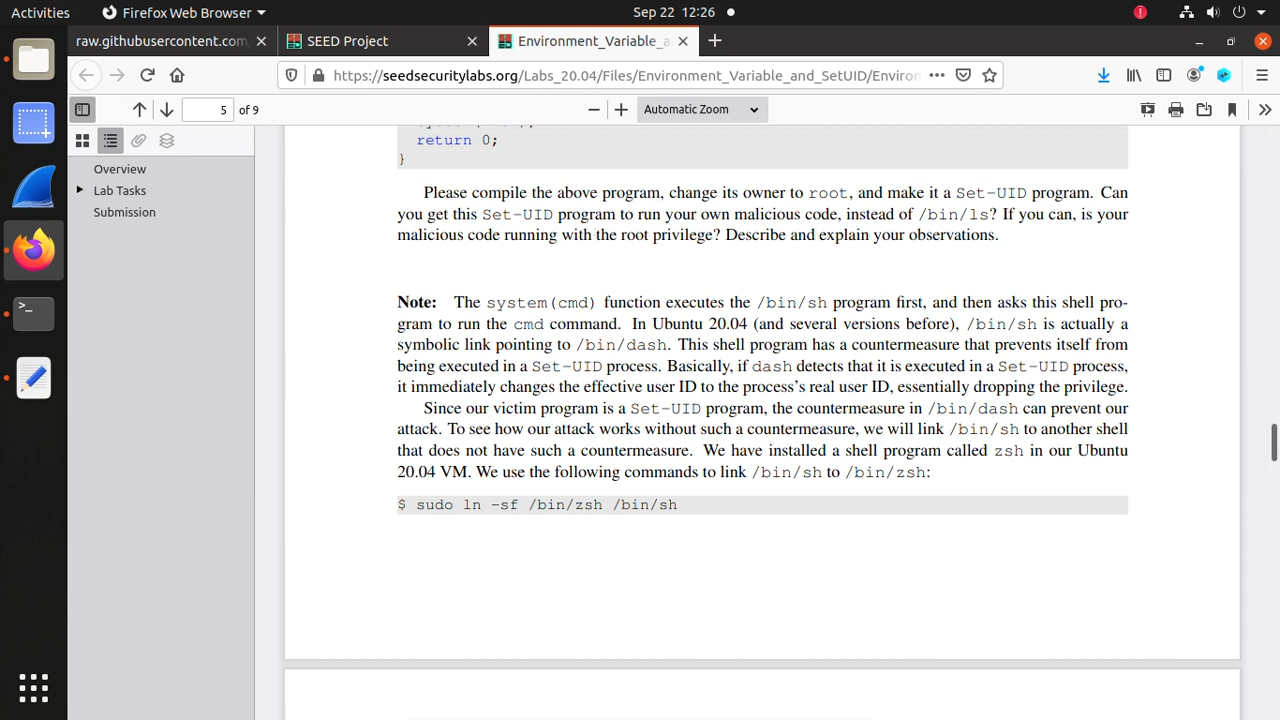 Activities
Firefox Web Browser
Sep 22 12:26
raw.githubusercontent.com
SEED Project
Environment_Variable_a
https://seedsecuritylabs.org/Labs_20.04/Files/Environment_Variable_and_SetUID/Environ
5 of 9
Automatic Zoom
Overview
Lab Tasks
Submission
return 0;
}
Please compile the above program, change its owner to root, and make it a Set-UID program. Can
you get this Set-UID program to run your own malicious code, instead of /bin/ls? If you can, is your
malicious code running with the root privilege? Describe and explain your observations.
Note: The system(cmd) function executes the /bin/sh program first, and then asks this shell pro-
gram to run the cmd command. In Ubuntu 20.04 (and several versions before), /bin/sh is actually a
symbolic link pointing to /bin/dash. This shell program has a countermeasure that prevents itself from
being executed in a Set-UID process. Basically, if dash detects that it is executed in a Set-UID process,
it immediately changes the effective user ID to the process's real user ID, essentially dropping the privilege.
Since our victim program is a Set-UID program, the countermeasure in /bin/dash can prevent our
attack. To see how our attack works without such a countermeasure, we will link /bin/sh to another shell
that does not have such a countermeasure. We have installed a shell program called zsh in our Ubuntu
20.04 VM. We use the following commands to link /bin/sh to /bin/zsh:
$ sudo ln -sf /bin/zsh /bin/sh